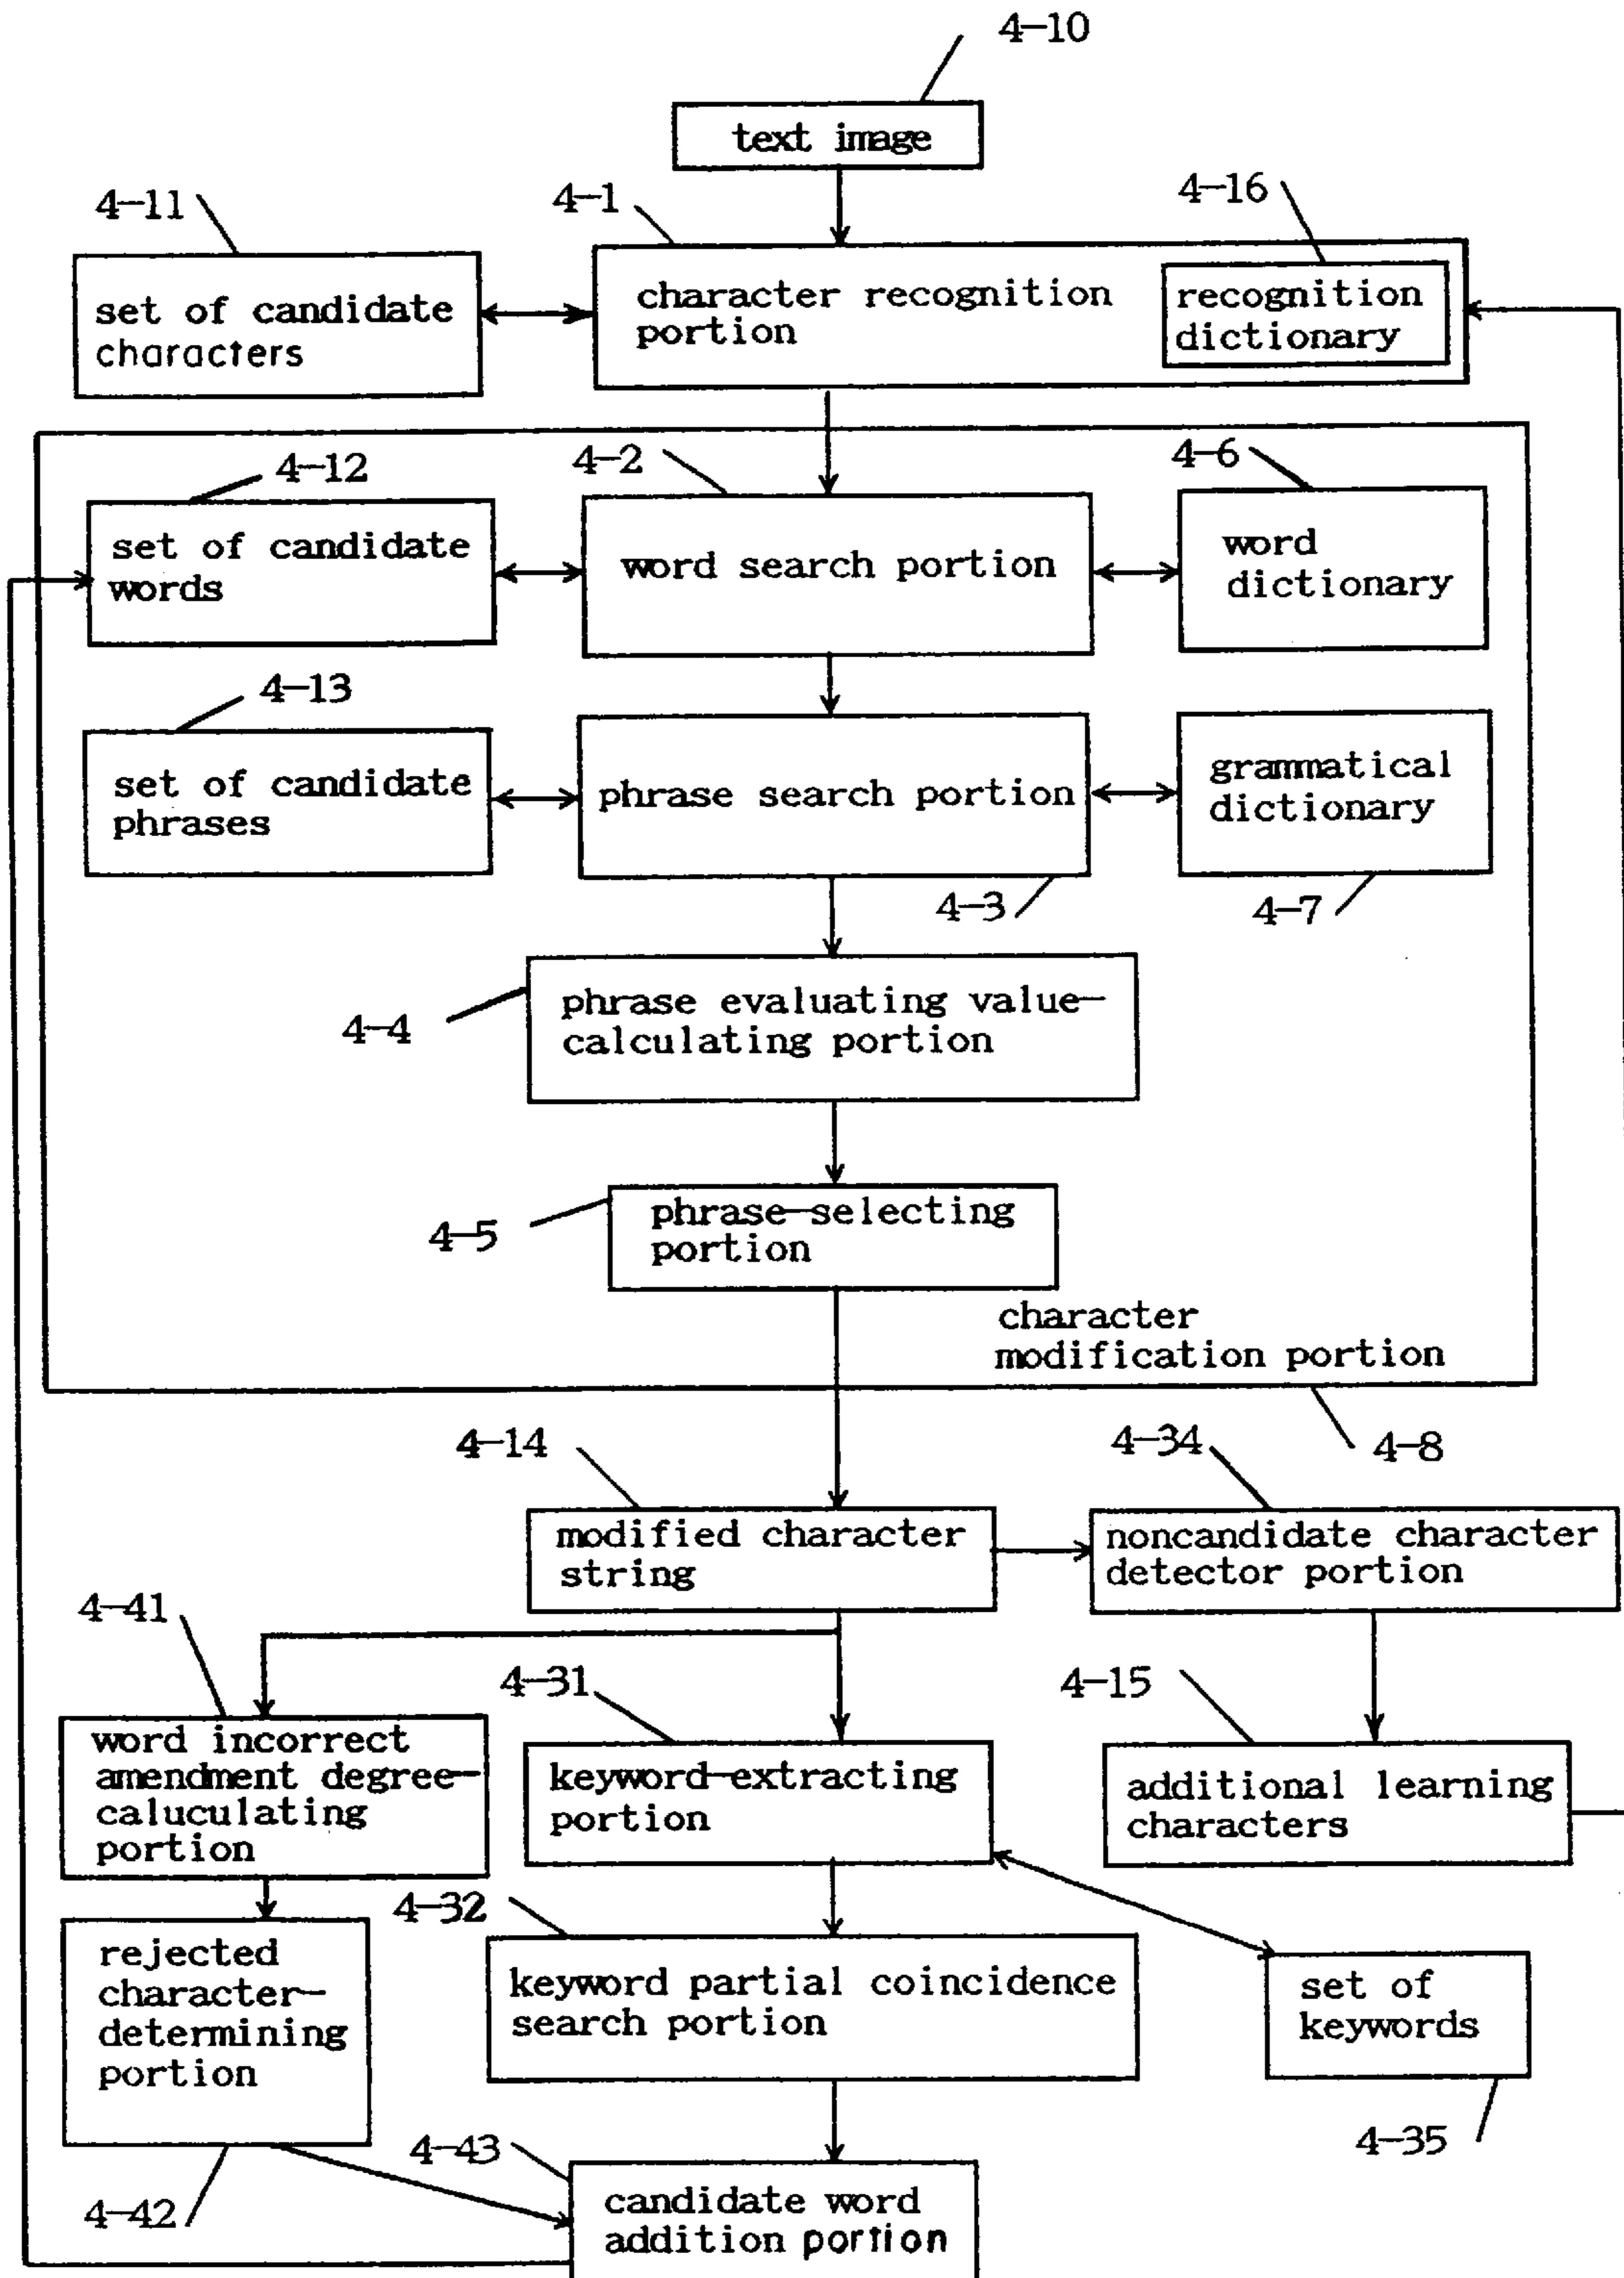 4-10
text image
4-11
4-1
4-16
set of candidate
characters
character recognition
portion
recognition
dictionary
4-12
4-2
4-6
set of candidate
words
word search portion
word
dictionary
4-13
set of candidate
phrases
phrase search portion
grammatical
dictionary
4-3
4-7
phrase evaluating value-
calculating portion
4-4
phrase-selecting
portion
4-5
character
modification portion
4-14
4-34
4-8
modified character
string
noncandidate character
detector portion
4-41
4-31
4-15
word incorrect
amendment degree-
caluculating
portion
keyword-extracting
portion
additional learning
characters
4-32
rejected
character-
determining
portion
keyword partial coincidence
search portion
set of
keywords
4-43
4-35
4-42
candidate word
addition portion